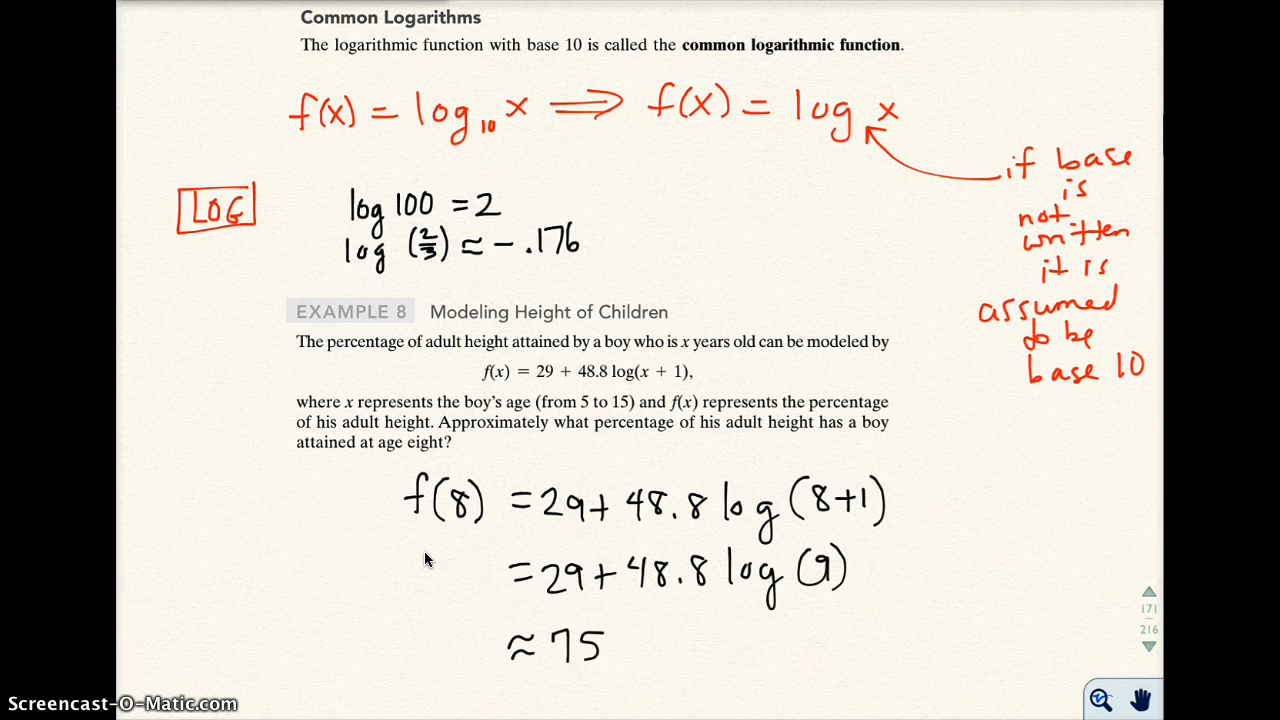 Common Logarithms
The logarithmic function with base 10 is called the common logarithmic function.
f(x) = log₁₀ x ⟹ f(x) = log x
if base
is
not
written
it is
assumed
to be
base 10
LOG
log 100 = 2
log (2/3) ≈ - .176
EXAMPLE 8 Modeling Height of Children
The percentage of adult height attained by a boy who is x years old can be modeled by
f(x) = 29 + 48.8 log(x + 1),
where x represents the boy's age (from 5 to 15) and f(x) represents the percentage
of his adult height. Approximately what percentage of his adult height has a boy
attained at age eight?
f(8) = 29 + 48.8 log (8+1)
= 29 + 48.8 log (9)
≈ 75
171
216
Screencast-O-Matic.com